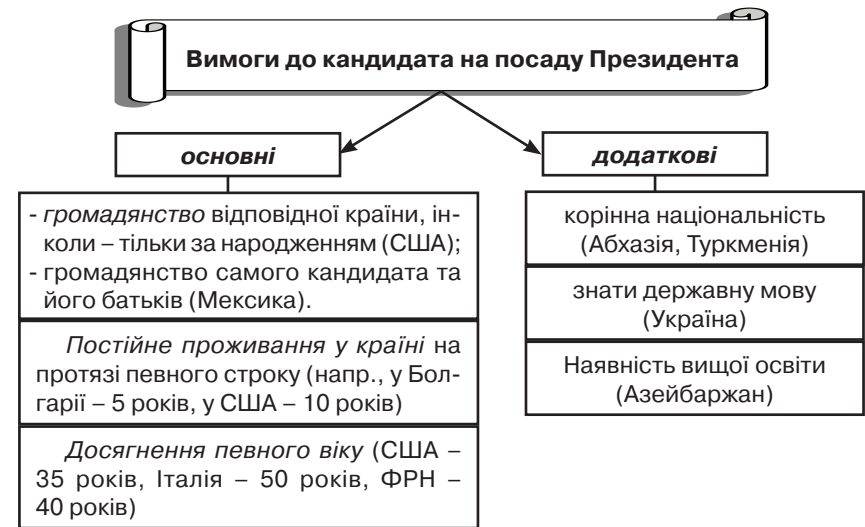 Вимоги до кандидата на посаду Президента
основні
- громадянство відповідної країни, ін-
коли – тільки за народженням (США);
- громадянство самого кандидата та
його батьків (Мексика).
Постійне проживання у країні на
протязі певного строку (напр., у Бол-
гарії – 5 років, у США – 10 років)
Досягнення певного віку (США –
35 років, Італія – 50 років, ФРН –
40 років)
додаткові
корінна національність
(Абхазія, Туркменія)
знати державну мову
(Україна)
Наявність вищої освіти
(Азейбаржан)